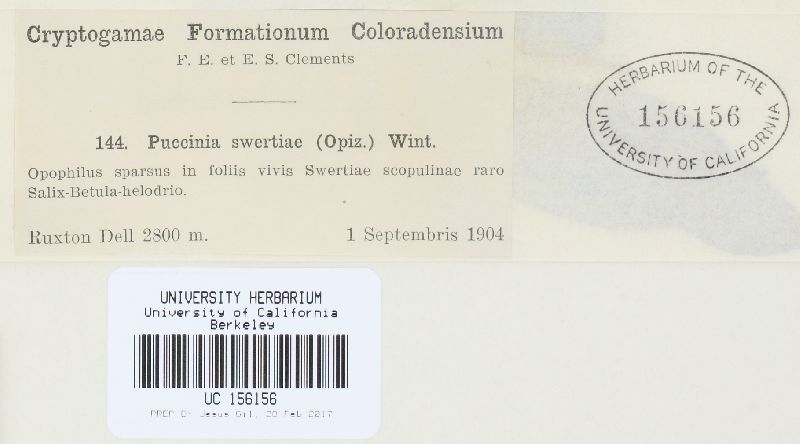 Cryptogamae Formationum Coloradensium
F. E. et E. S. Clements
144. Puccinia swertiae (Opiz.) Wint.
Opophilus sparsus in foliis vivis Swertiae scopulinae raro
Salix-Betula-helodrio.
Ruxton Dell 2800 m. 1 Septembris 1904
HERBARIUM OF THE
156156
UNIVERSITY OF CALIFORNIA
UNIVERSITY HERBARIUM
University of California
Berkeley
UC 156156
PREP BY Jesus Gil, 20 Feb 2017